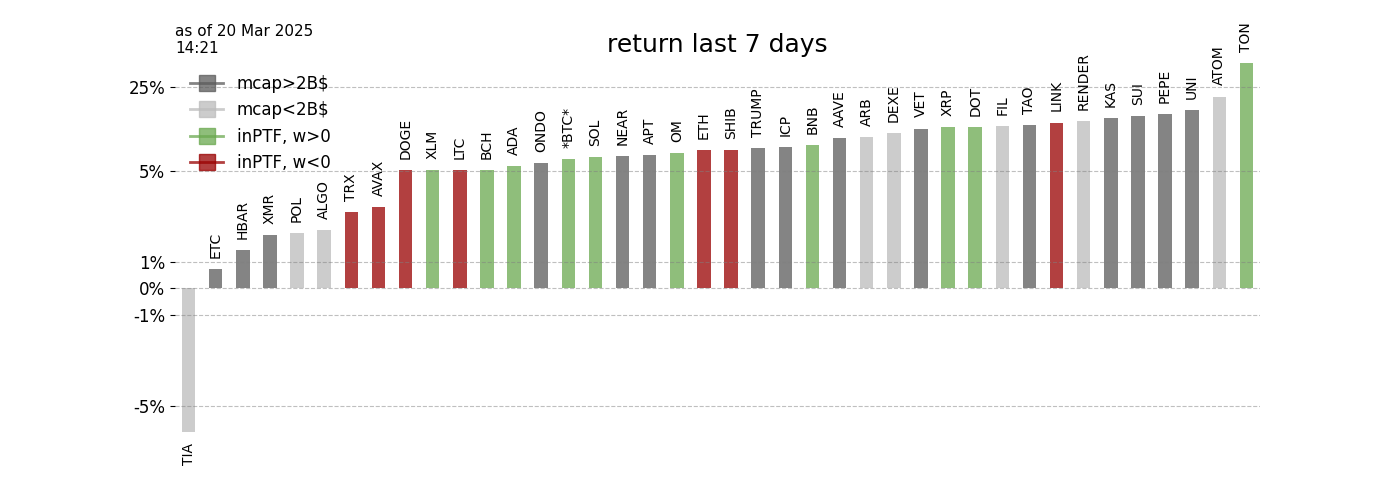 as of 20 Mar 2025
14:21
return last 7 days
mcap>2B$
mcap<2B$
inPTF, w>0
inPTF, w<0
25%
5%
1%
0%
-1%
-5%
TIA
ETC
HBAR
XMR
POL
ALGO
TRX
AVAX
DOGE
XLM
LTC
BCH
ADA
ONDO
*BTC*
SOL
NEAR
APT
OM
ETH
SHIB
TRUMP
ICP
BNB
AAVE
ARB
DEXE
VET
XRP
DOT
FIL
TAO
LINK
RENDER
KAS
SUI
PEPE
UNI
ATOM
TON